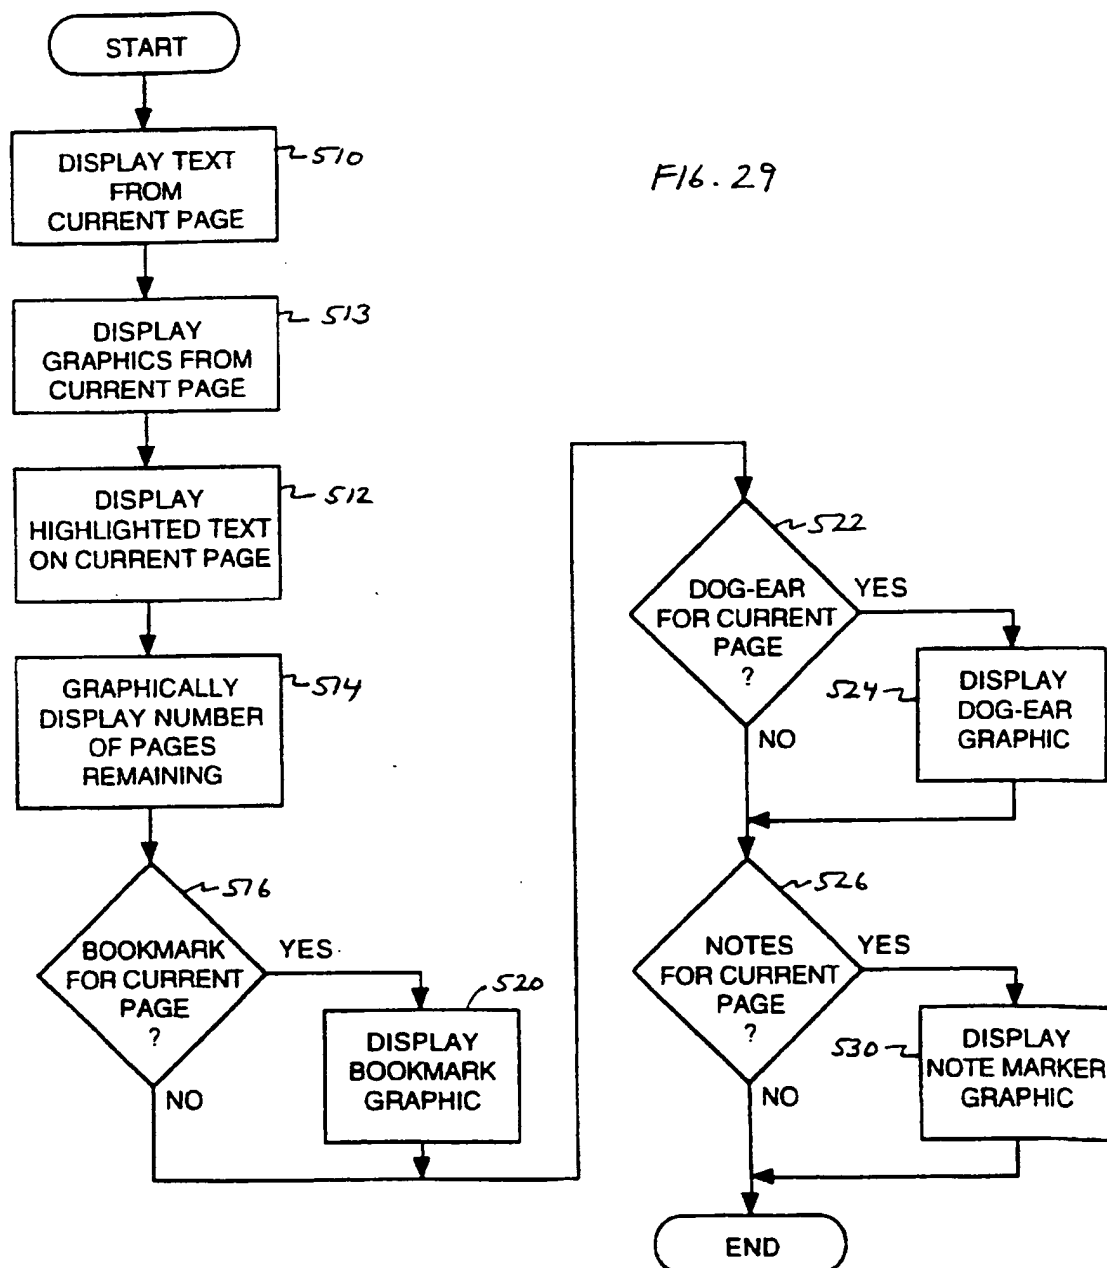 START
DISPLAY TEXT
FROM
CURRENT PAGE
510
FIG. 29
DISPLAY
GRAPHICS FROM
CURRENT PAGE
513
DISPLAY
HIGHLIGHTED TEXT
ON CURRENT PAGE
512
GRAPHICALLY
DISPLAY NUMBER
OF PAGES
REMAINING
514
BOOKMARK
FOR CURRENT
PAGE
?
516
YES
NO
520
DISPLAY
BOOKMARK
GRAPHIC
522
DOG-EAR
FOR CURRENT
PAGE
?
YES
NO
524
DISPLAY
DOG-EAR
GRAPHIC
526
NOTES
FOR CURRENT
PAGE
?
YES
NO
530
DISPLAY
NOTE MARKER
GRAPHIC
END